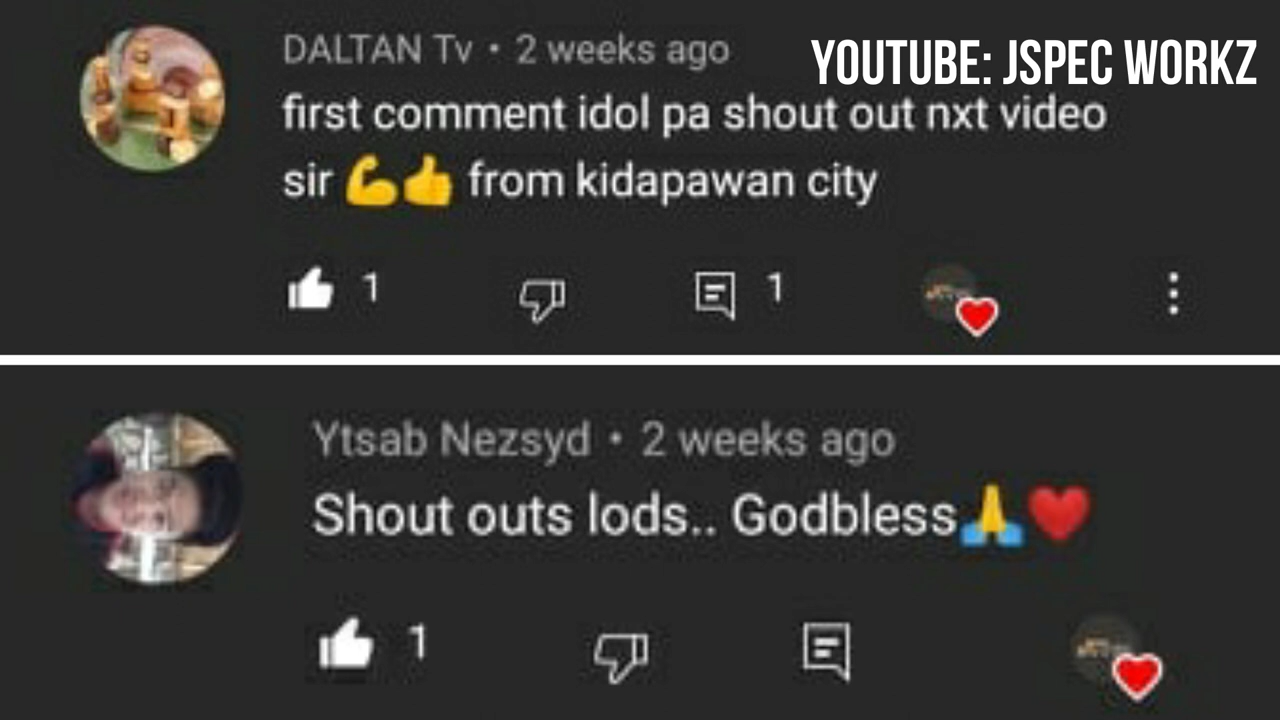 YOUTUBE: JSPEC WORKZ
DALTAN Tv • 2 weeks ago
first comment idol pa shout out nxt video
sir 💪👍 from kidapawan city
1 1
Ytsab Nezsyd • 2 weeks ago
Shout outs lods.. Godbless🙏❤️
1